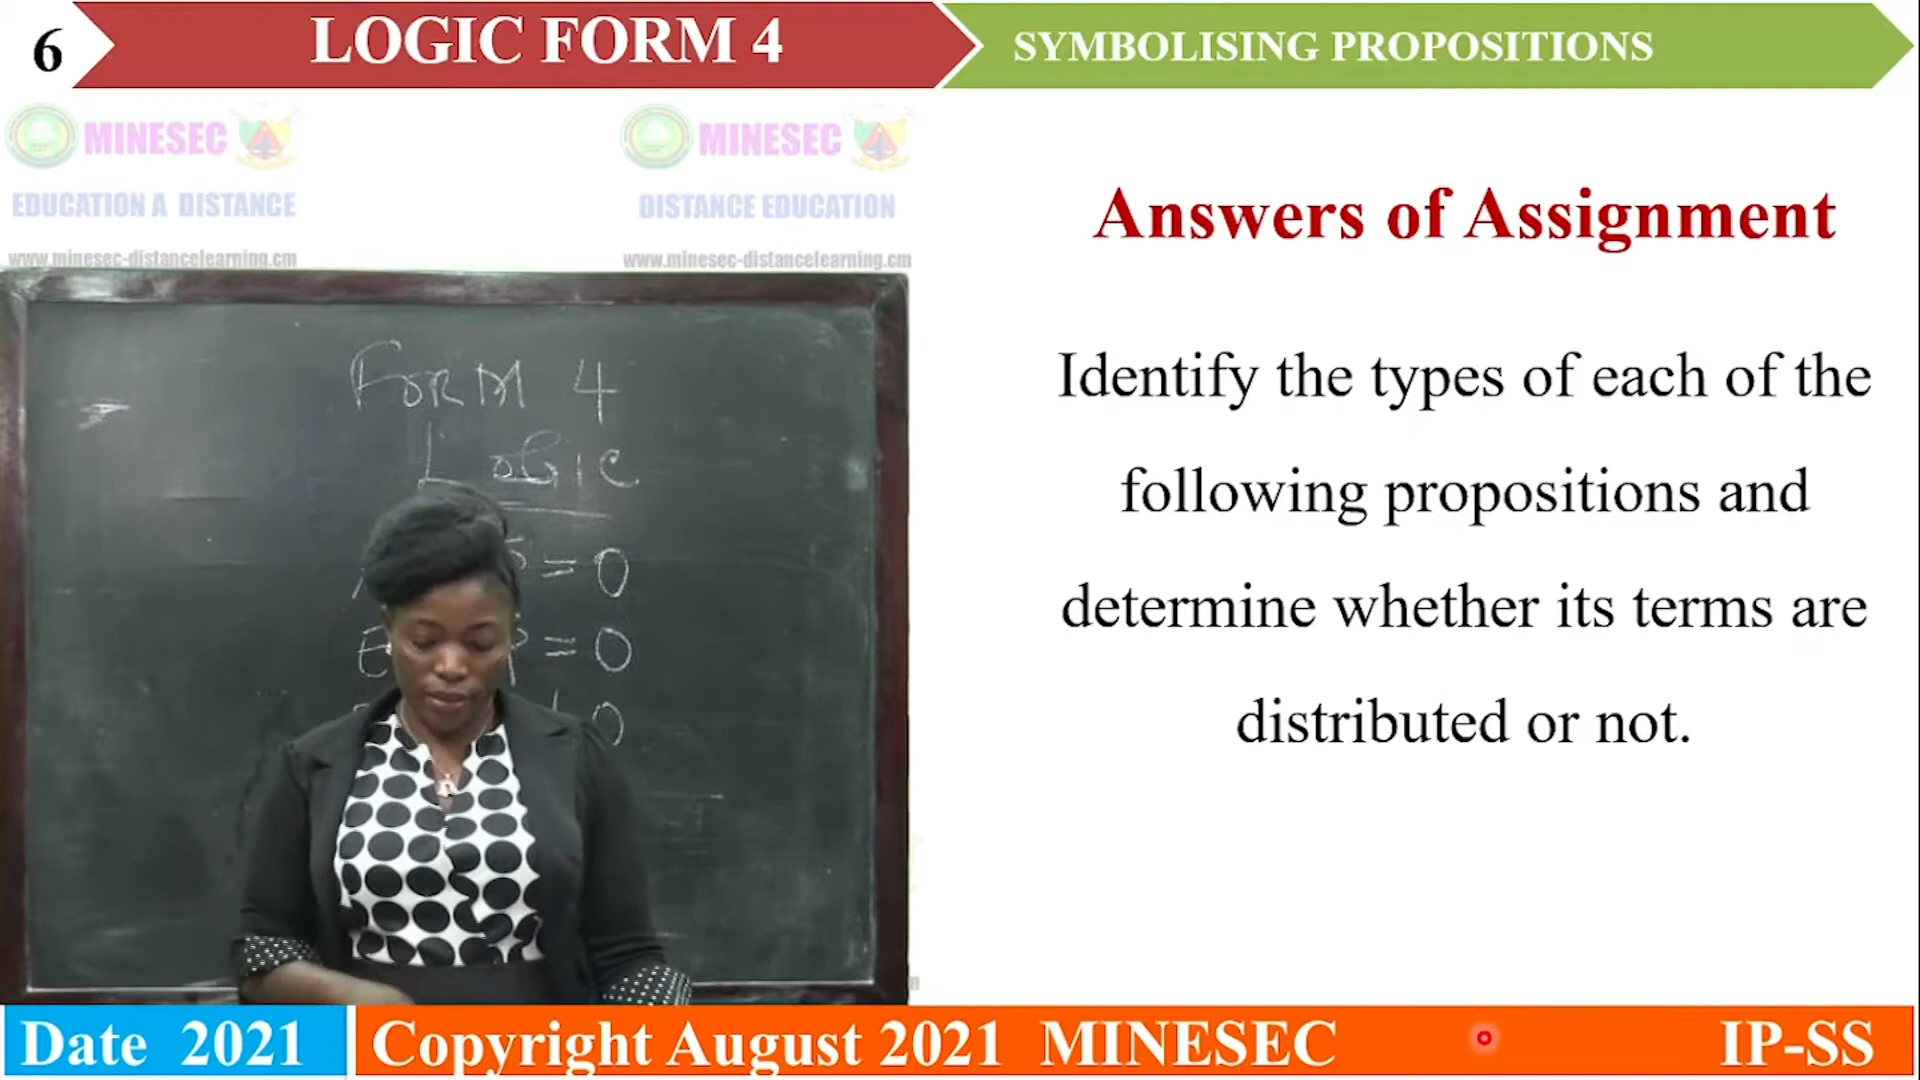 6
LOGIC FORM 4
SYMBOLISING PROPOSITIONS
MINESEC
MINESEC
EDUCATION A DISTANCE
DISTANCE EDUCATION
www.minesec-distancelearning.cm
www.minesec-distancelearning.cm
FORM 4
LOGIC
= 0
E P = 0
0
Answers of Assignment
Identify the types of each of the
following propositions and
determine whether its terms are
distributed or not.
Date 2021
Copyright August 2021 MINESEC
IP-SS